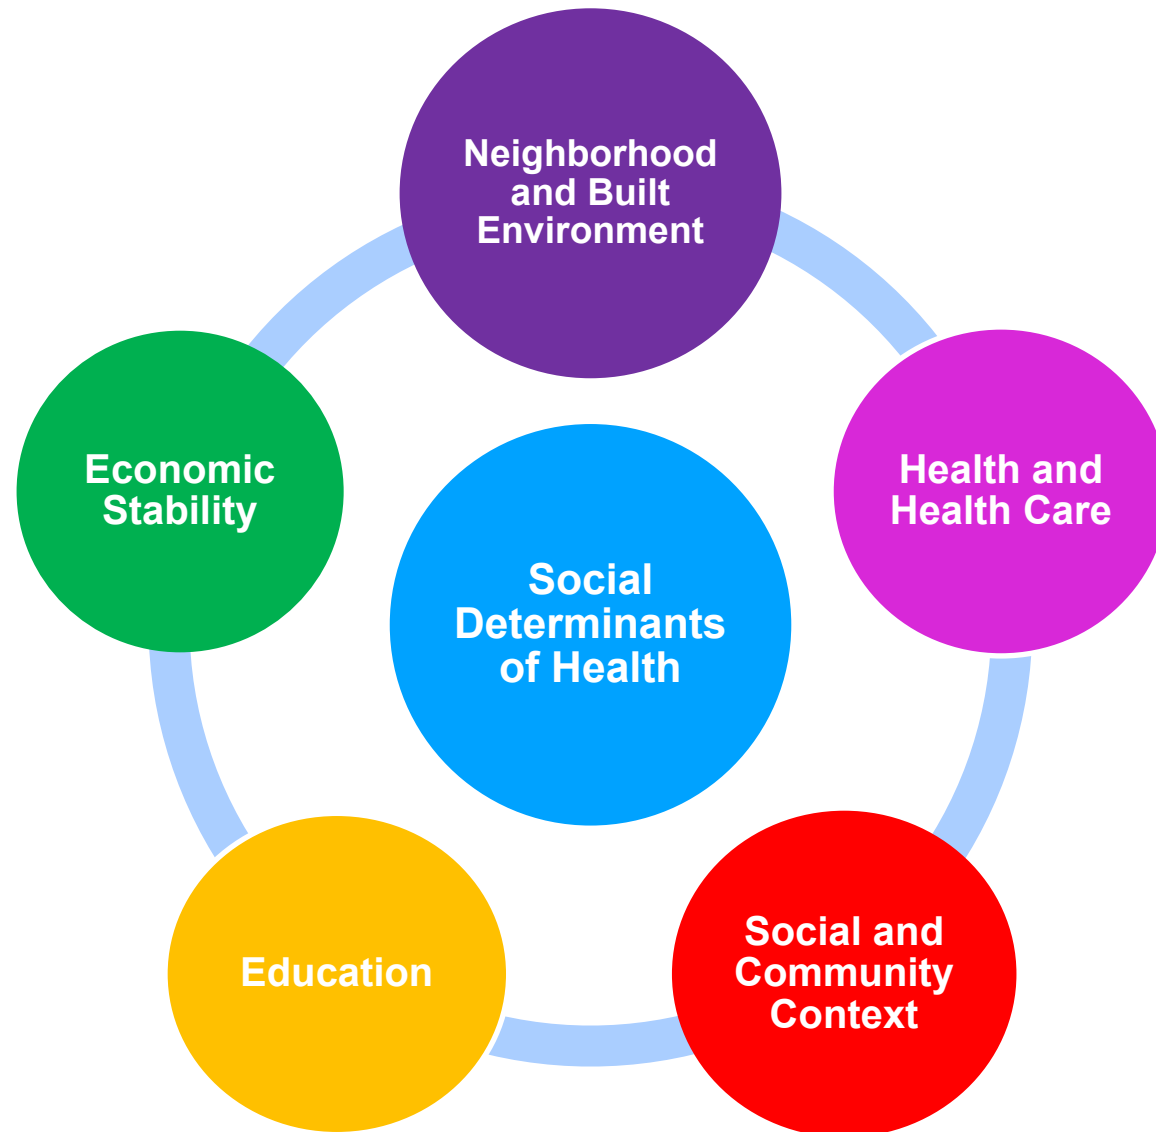 Neighborhood
and Built
Environment
Economic
Stability
Health and
Health Care
Social
Determinants
of Health
Education
Social and
Community
Context